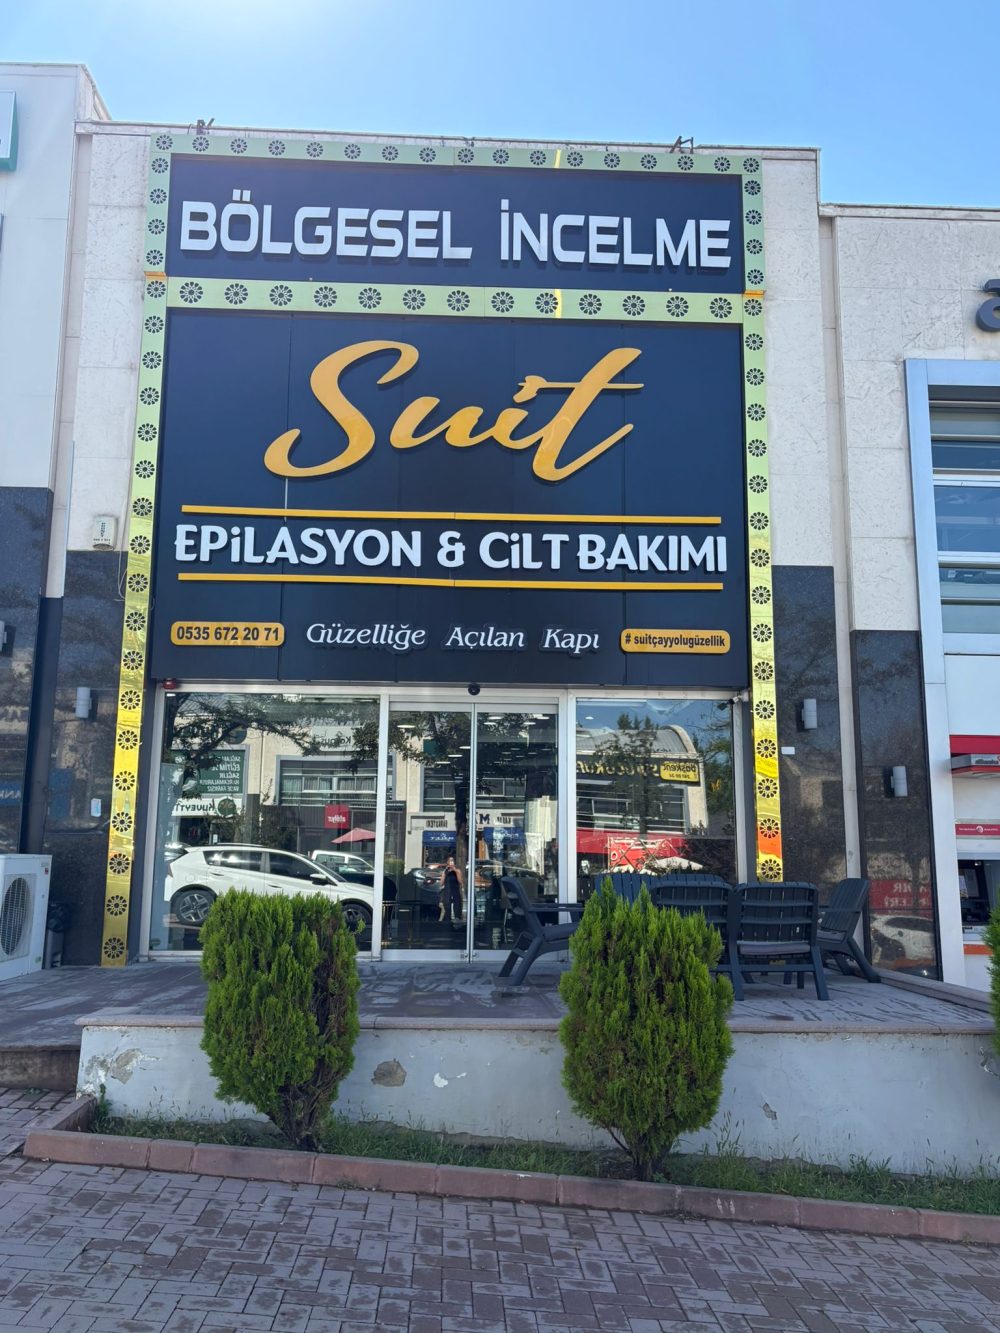 BÖLGESEL İNCELME
Suit
EPİLASYON & CİLT BAKIMI
0535 672 20 71
Güzelliğe Açılan Kapı
# suitçayyolugüzellik